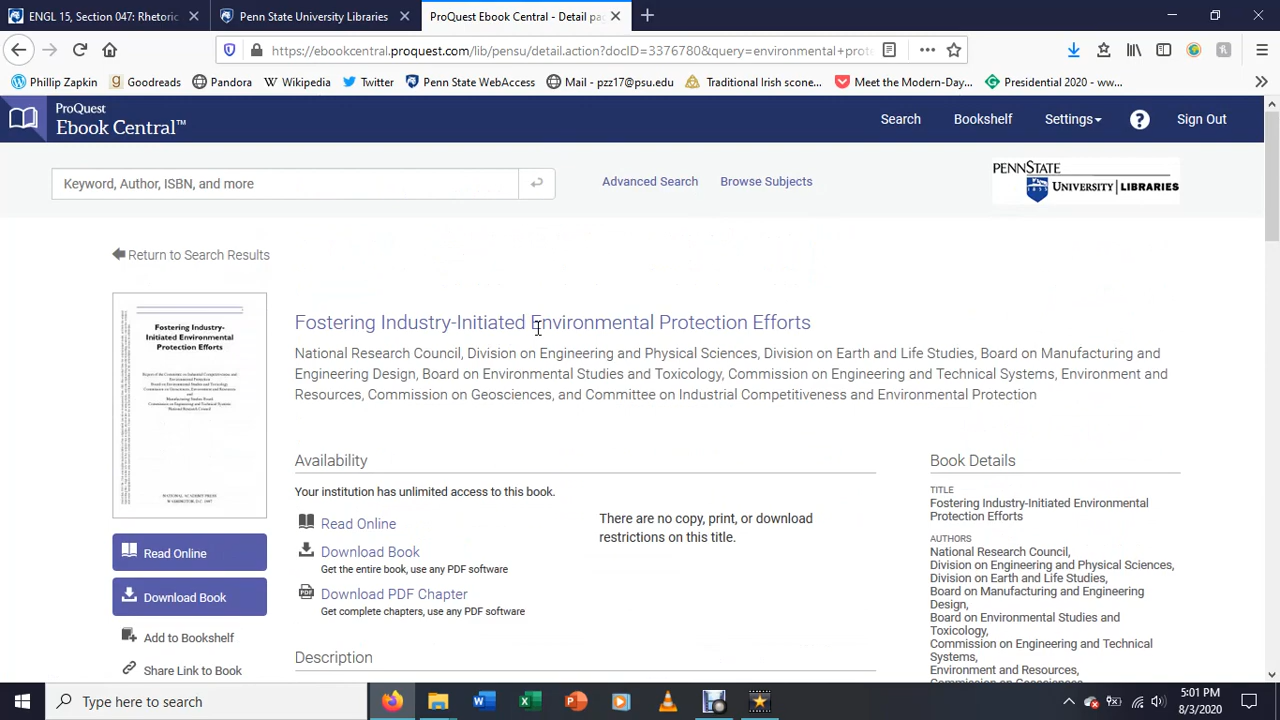 ENGL 15, Section 047: Rhetoric
Penn State University Libraries
ProQuest Ebook Central - Detail pa
https://ebookcentral.proquest.com/lib/pensu/detail.action?docID=3376780&query=environmental+prote
Phillip Zapkin
Goodreads
Pandora
Wikipedia
Twitter
Penn State WebAccess
Mail - pzz17@psu.edu
Traditional Irish scone...
Meet the Modern-Day...
Presidential 2020 - ww...
ProQuest
Ebook Central™
Search
Bookshelf
Settings
Sign Out
Keyword, Author, ISBN, and more
Advanced Search
Browse Subjects
PENNSTATE
1855
UNIVERSITY LIBRARIES
Return to Search Results
Fostering Industry-
Initiated Environmental
Protection Efforts
NATIONAL ACADEMY PRESS
WASHINGTON, D.C. 1997
Fostering Industry-Initiated Environmental Protection Efforts
National Research Council, Division on Engineering and Physical Sciences, Division on Earth and Life Studies, Board on Manufacturing and
Engineering Design, Board on Environmental Studies and Toxicology, Commission on Engineering and Technical Systems, Environment and
Resources, Commission on Geosciences, and Committee on Industrial Competitiveness and Environmental Protection
Availability
Your institution has unlimited access to this book.
Read Online
Download Book
Get the entire book, use any PDF software
Download PDF Chapter
Get complete chapters, use any PDF software
There are no copy, print, or download
restrictions on this title.
Description
Read Online
Download Book
Add to Bookshelf
Share Link to Book
Book Details
TITLE
Fostering Industry-Initiated Environmental
Protection Efforts
AUTHORS
National Research Council,
Division on Engineering and Physical Sciences,
Division on Earth and Life Studies,
Board on Manufacturing and Engineering
Design,
Board on Environmental Studies and
Toxicology,
Commission on Engineering and Technical
Systems,
Environment and Resources,
Commission on Geosciences,
Type here to search
5:01 PM
8/3/2020